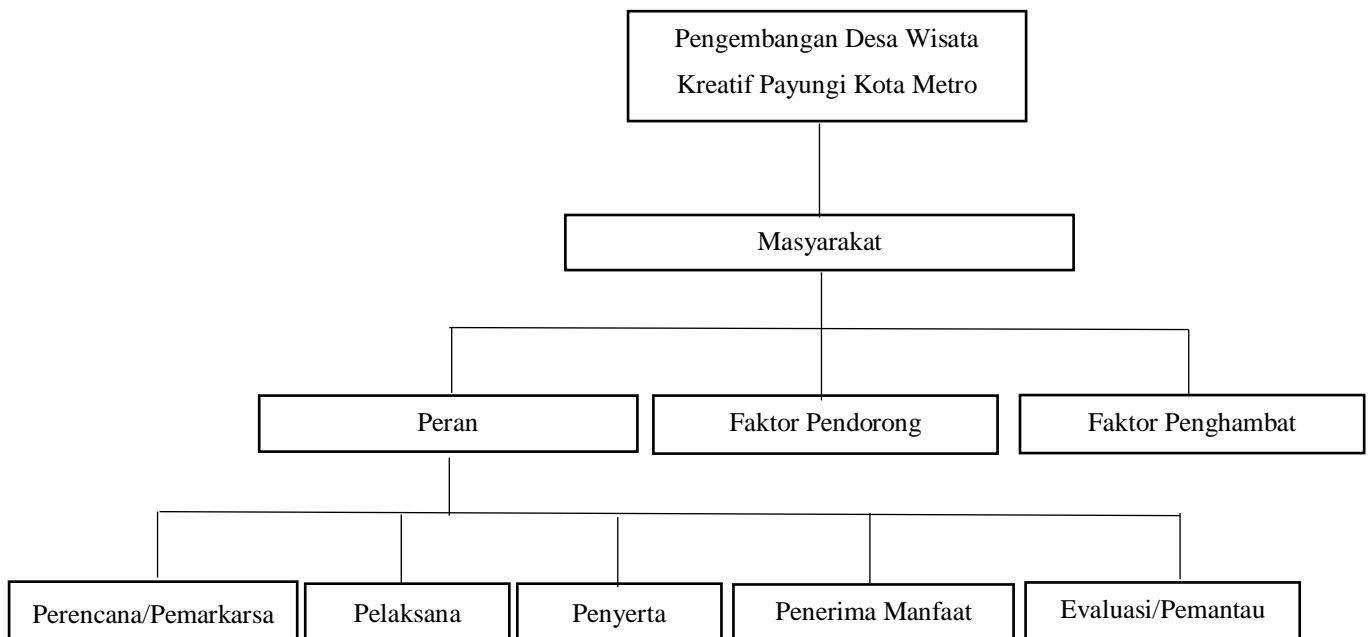 Pengembangan Desa Wisata
Kreatif Payungi Kota Metro
Masyarakat
Peran
Faktor Pendorong
Faktor Penghambat
Perencana/Pemarkarsa
Pelaksana
Penyerta
Penerima Manfaat
Evaluasi/Pemantau